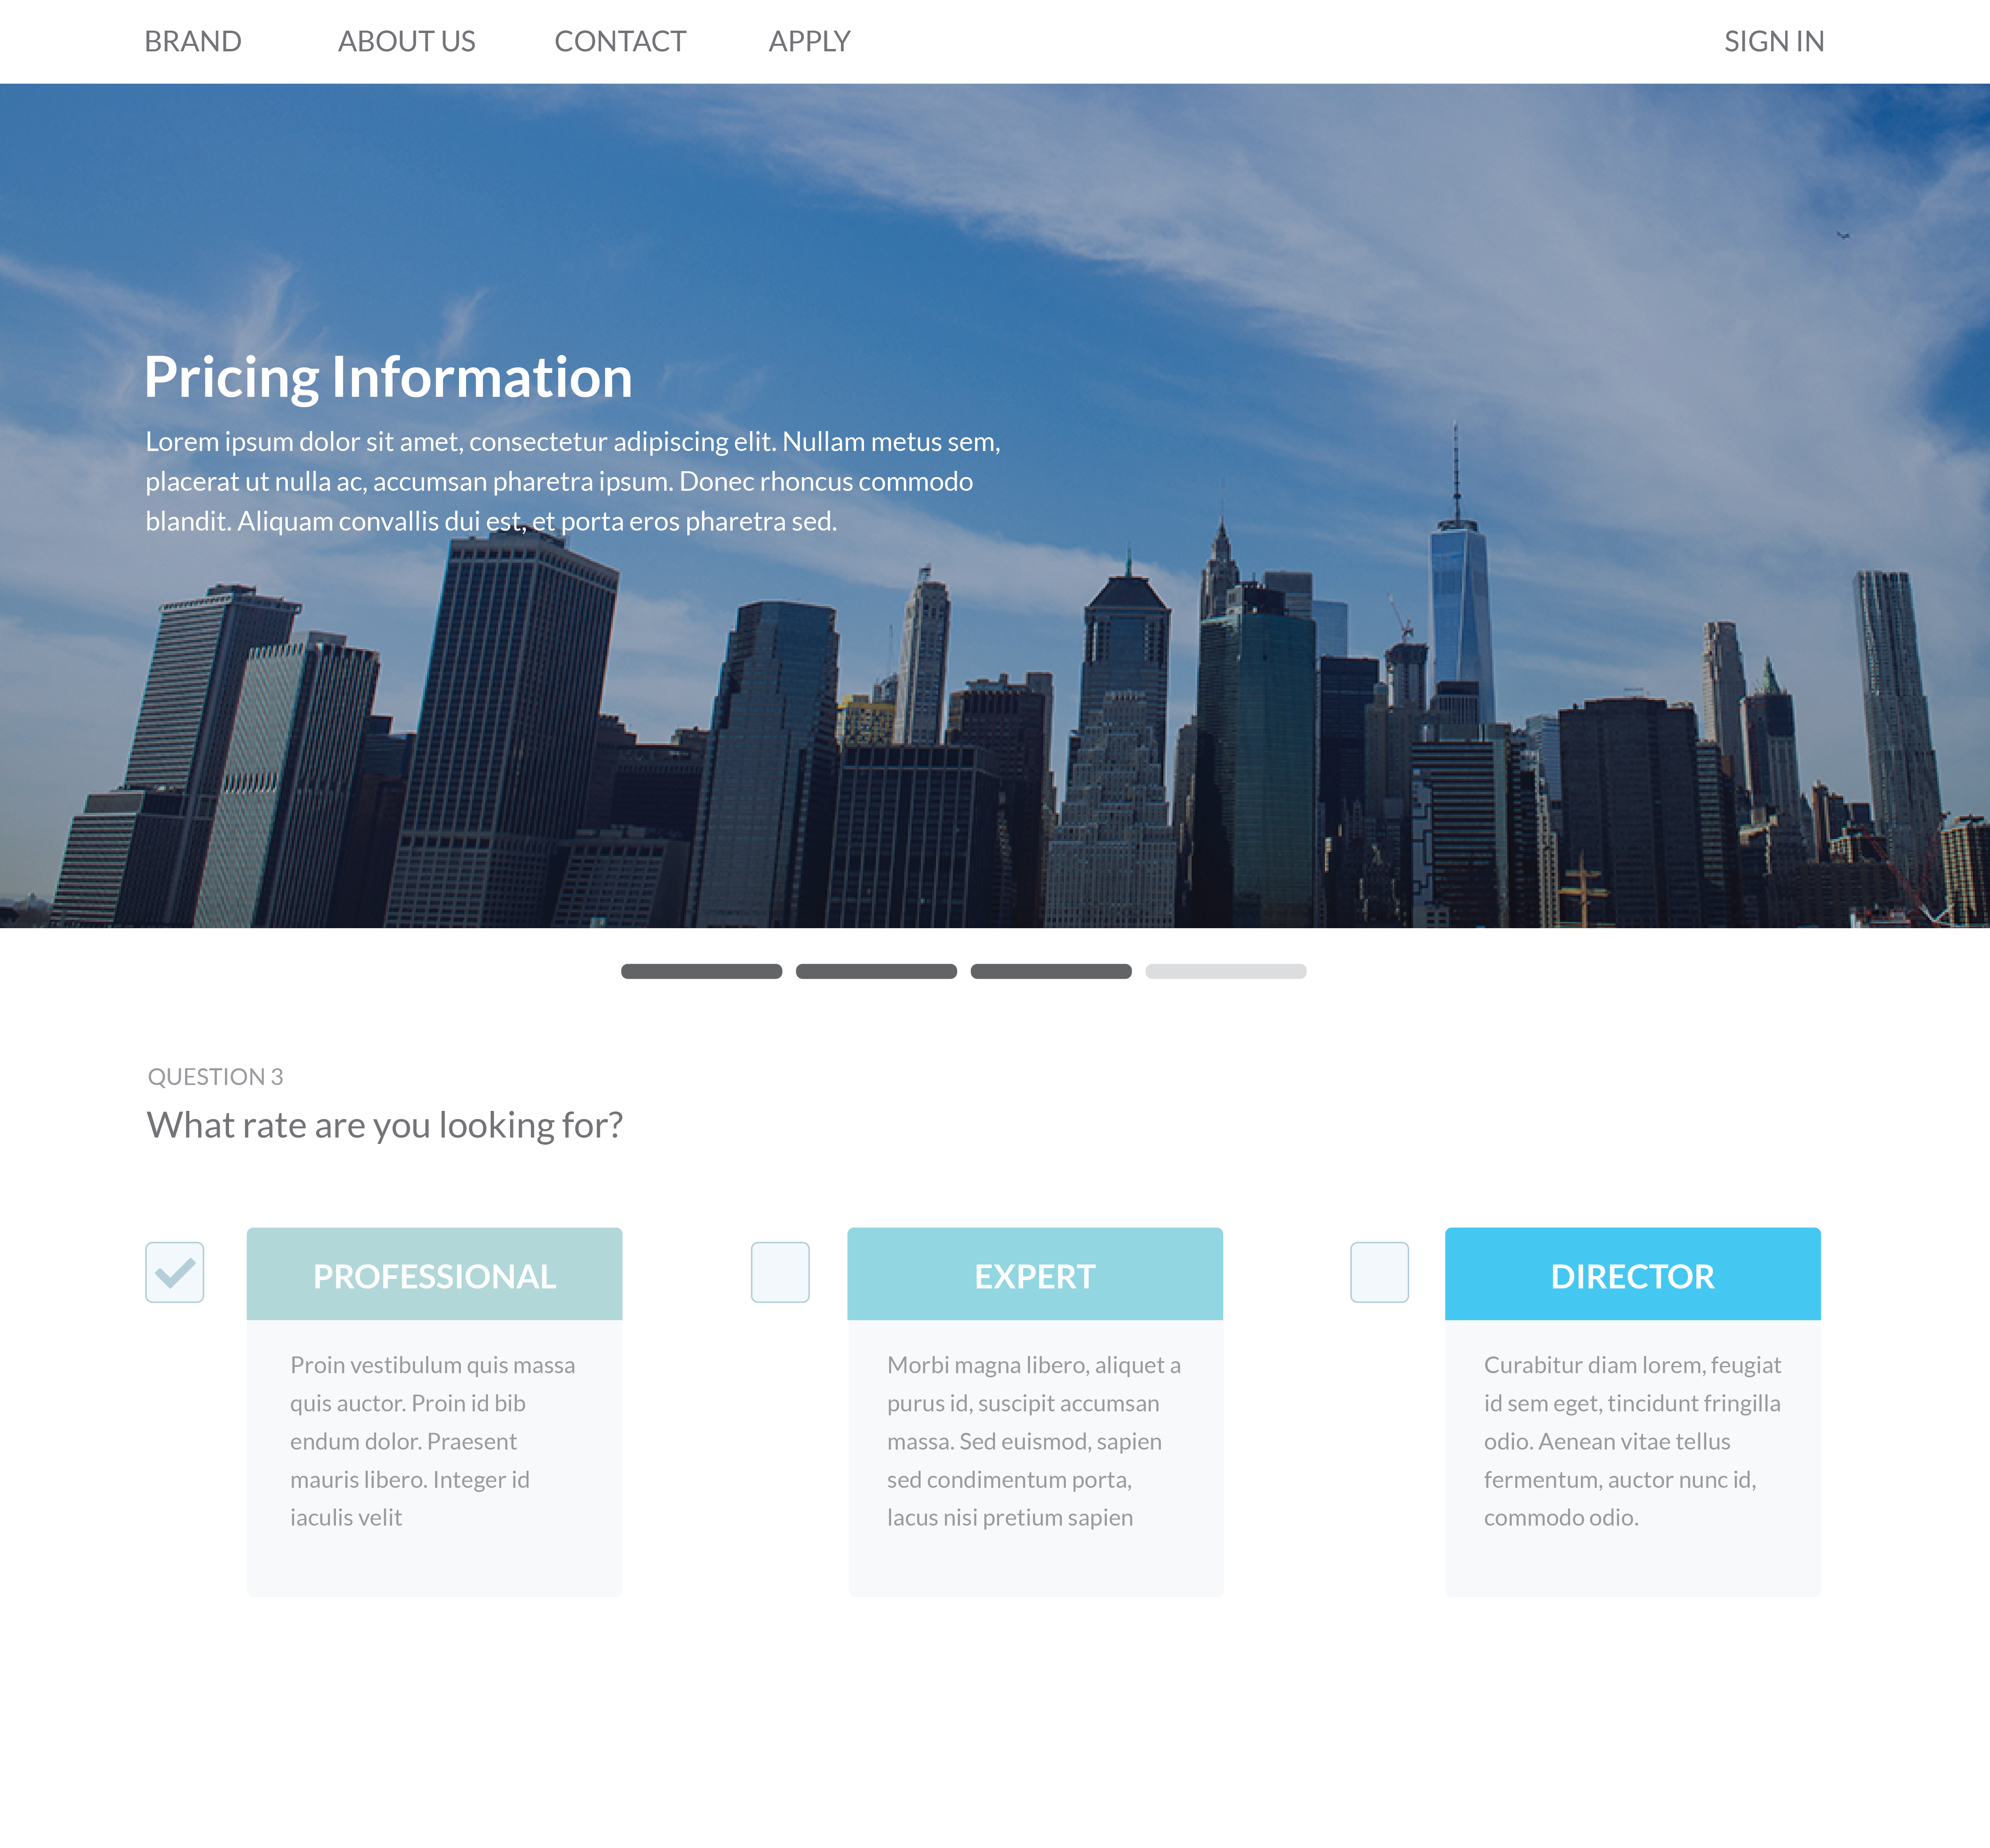 BRAND ABOUT US CONTACT APPLY SIGN IN
Pricing Information
Lorem ipsum dolor sit amet, consectetur adipiscing elit. Nullam metus sem,
placerat ut nulla ac, accumsan pharetra ipsum. Donec rhoncus commodo
blandit. Aliquam convallis dui est, et porta eros pharetra sed.
QUESTION 3
What rate are you looking for?
PROFESSIONAL
Proin vestibulum quis massa
quis auctor. Proin id bib
endum dolor. Praesent
mauris libero. Integer id
iaculis velit
EXPERT
Morbi magna libero, aliquet a
purus id, suscipit accumsan
massa. Sed euismod, sapien
sed condimentum porta,
lacus nisi pretium sapien
DIRECTOR
Curabitur diam lorem, feugiat
id sem eget, tincidunt fringilla
odio. Aenean vitae tellus
fermentum, auctor nunc id,
commodo odio.